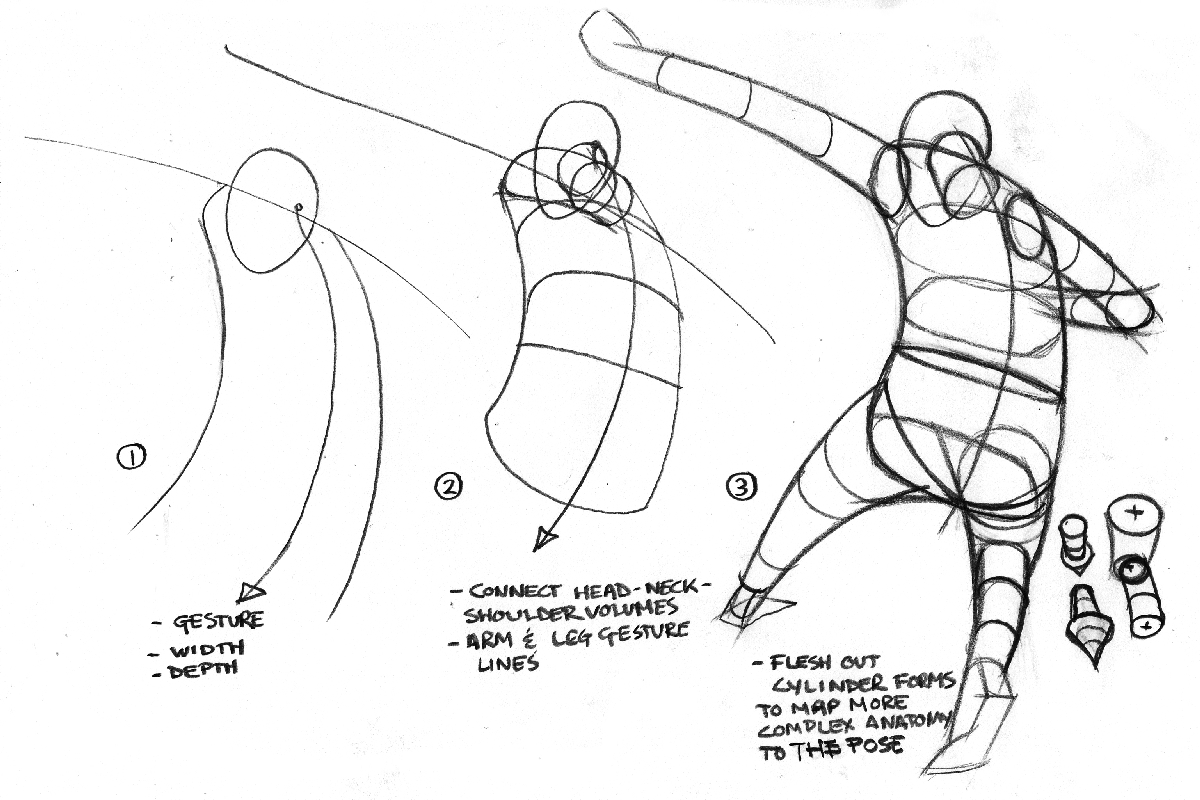 ①
- GESTURE
- WIDTH
- DEPTH
②
- CONNECT HEAD-NECK-
SHOULDER VOLUMES
- ARM & LEG GESTURE
LINES
③
- FLESH OUT
CYLINDER FORMS
TO MAP MORE
COMPLEX ANATOMY
TO THE POSE